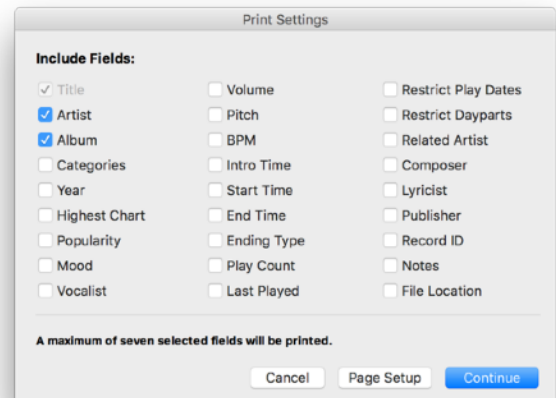 Print Settings
Include Fields:
Title
Artist
Album
Categories
Year
Highest Chart
Popularity
Mood
Vocalist
Volume
Pitch
BPM
Intro Time
Start Time
End Time
Ending Type
Play Count
Last Played
Restrict Play Dates
Restrict Dayparts
Related Artist
Composer
Lyricist
Publisher
Record ID
Notes
File Location
A maximum of seven selected fields will be printed.
Cancel
Page Setup
Continue